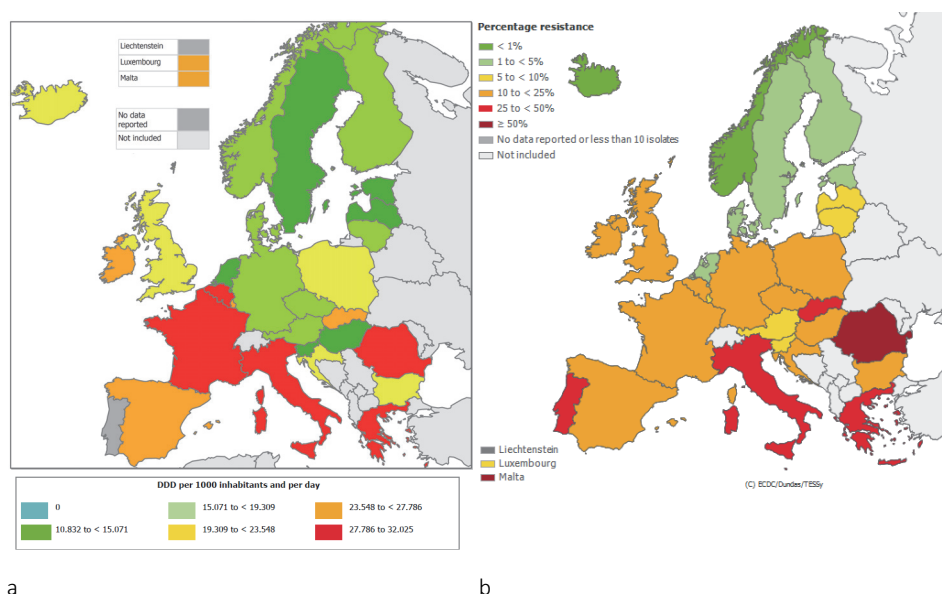 Liechtenstein
Luxembourg
Malta
No data
reported
Not included
DDD per 1000 inhabitants and per day
0
15.071 to < 19.309
23.548 to < 27.786
10.832 to < 15.071
19.309 to < 23.548
27.786 to 32.025
a
Percentage resistance
< 1%
1 to < 5%
5 to < 10%
10 to < 25%
25 to < 50%
≥ 50%
No data reported or less than 10 isolates
Not included
Liechtenstein
Luxembourg
Malta
(C) ECDC/Dundas/TESSy
b